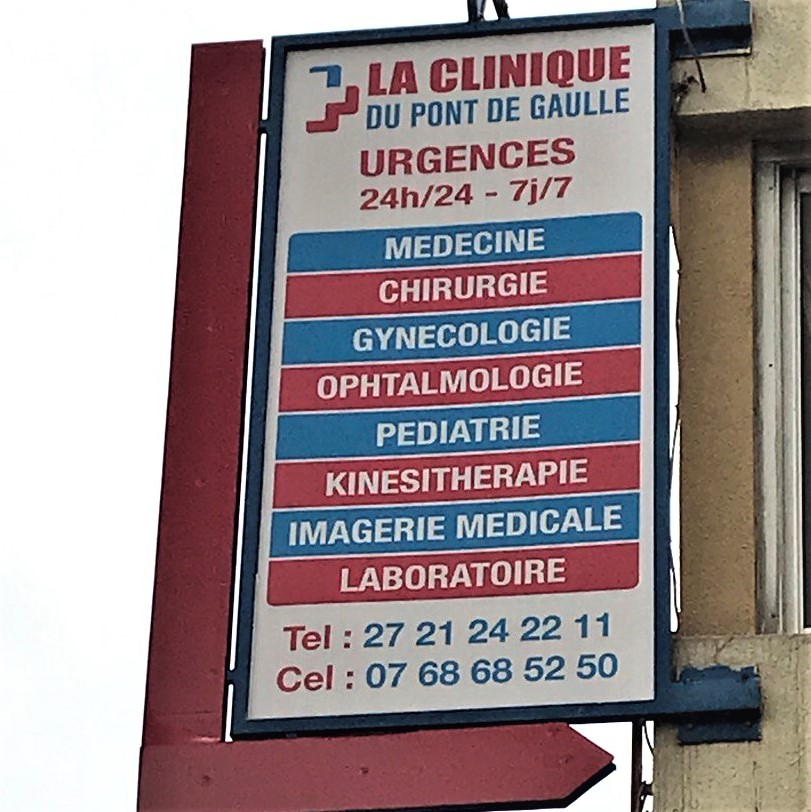 LA CLINIQUE
DU PONT DE GAULLE
URGENCES
24h/24 - 7j/7
MEDECINE
CHIRURGIE
GYNECOLOGIE
OPHTALMOLOGIE
PEDIATRIE
KINESITHERAPIE
IMAGERIE MEDICALE
LABORATOIRE
Tel : 27 21 24 22 11
Cel : 07 68 68 52 50